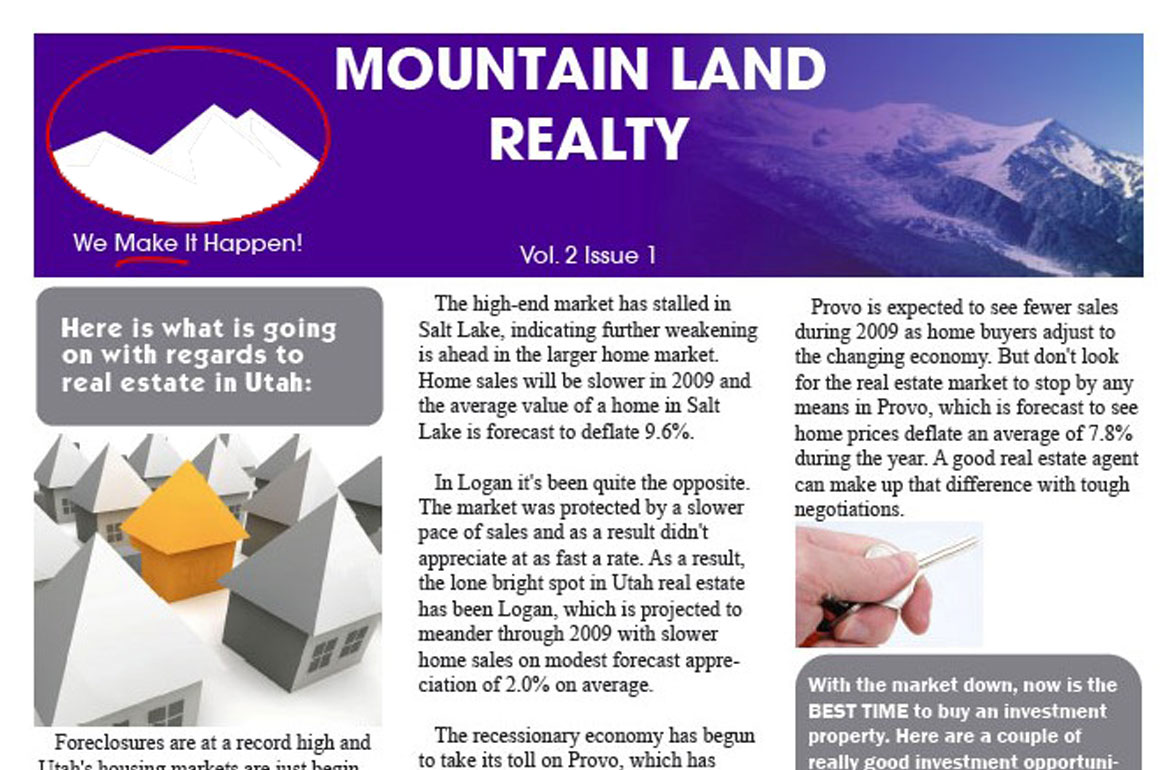 MOUNTAIN LAND
REALTY
We Make It Happen!
Vol. 2 Issue 1
Here is what is going
on with regards to
real estate in Utah:
Foreclosures are at a record high and
Utah's housing markets are just begin
The high-end market has stalled in
Salt Lake, indicating further weakening
is ahead in the larger home market.
Home sales will be slower in 2009 and
the average value of a home in Salt
Lake is forecast to deflate 9.6%.
In Logan it's been quite the opposite.
The market was protected by a slower
pace of sales and as a result didn't
appreciate at as fast a rate. As a result,
the lone bright spot in Utah real estate
has been Logan, which is projected to
meander through 2009 with slower
home sales on modest forecast appre-
ciation of 2.0% on average.
The recessionary economy has begun
to take its toll on Provo, which has
Provo is expected to see fewer sales
during 2009 as home buyers adjust to
the changing economy. But don't look
for the real estate market to stop by any
means in Provo, which is forecast to see
home prices deflate an average of 7.8%
during the year. A good real estate agent
can make up that difference with tough
negotiations.
With the market down, now is the
BEST TIME to buy an investment
property. Here are a couple of
really good investment opportuni-